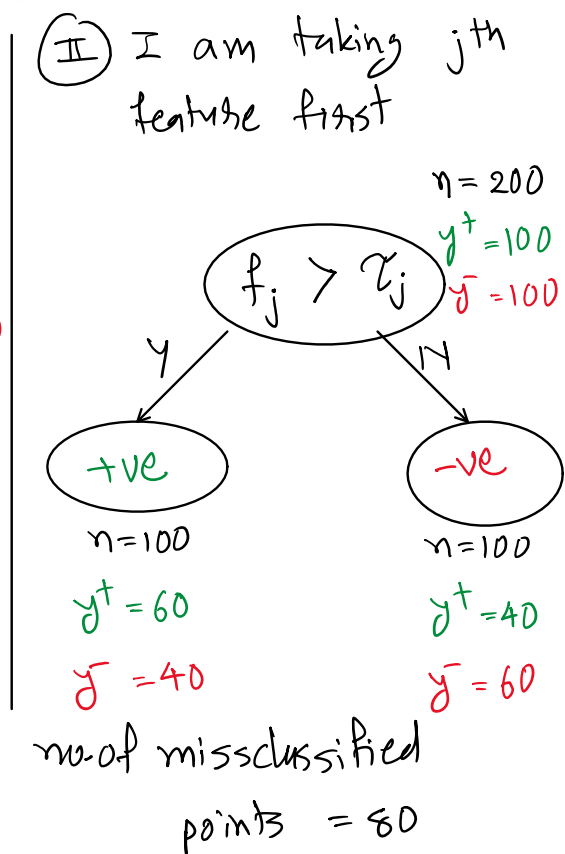 II I am taking jth
feature first
n = 200
y⁺ = 100
y⁻ = 100
fj > τj
Y
N
+ve
-ve
n=100
n=100
y⁺ = 60
y⁺ = 40
y⁻ = 40
y⁻ = 60
no. of missclassified
points = 80